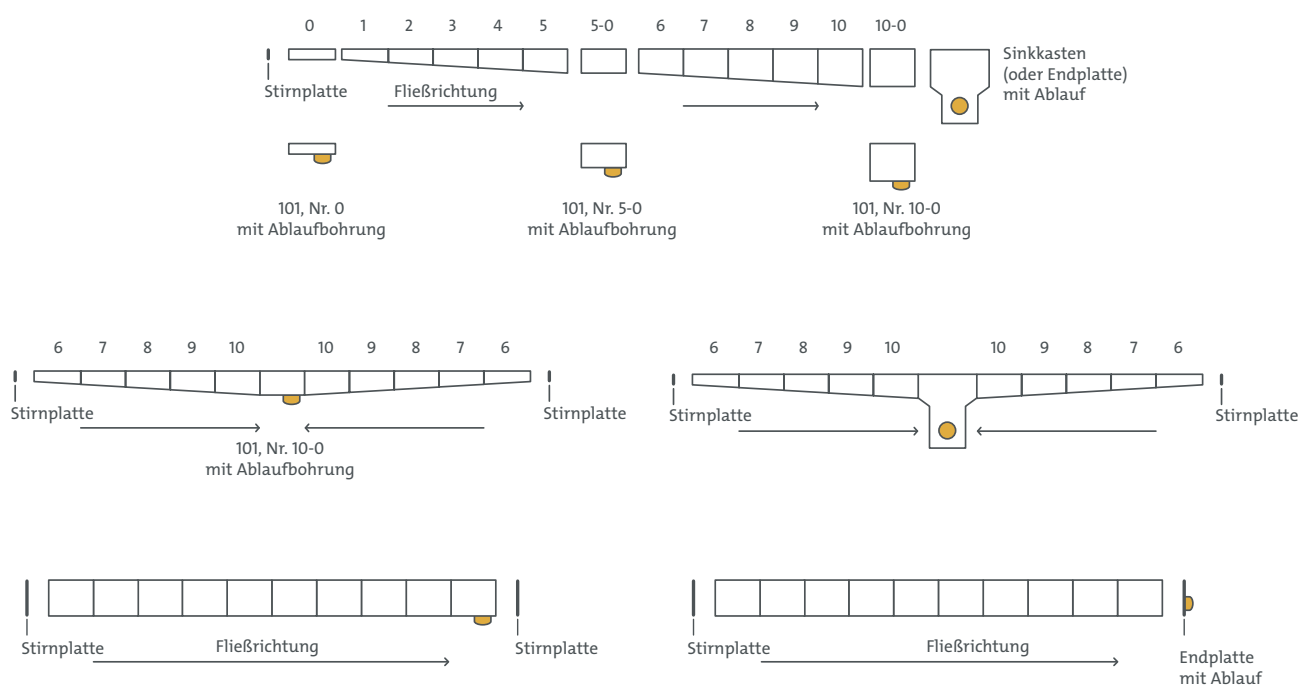 0 1 2 3 4 5 5-0 6 7 8 9 10 10-0
Stirnplatte
Fließrichtung
Sinkkasten
(oder Endplatte)
mit Ablauf
101, Nr. 0
mit Ablaufbohrung
101, Nr. 5-0
mit Ablaufbohrung
101, Nr. 10-0
mit Ablaufbohrung
6 7 8 9 10 10 9 8 7 6
Stirnplatte
Stirnplatte
101, Nr. 10-0
mit Ablaufbohrung
6 7 8 9 10 10 9 8 7 6
Stirnplatte
Stirnplatte
Stirnplatte
Fließrichtung
Stirnplatte
Stirnplatte
Fließrichtung
Endplatte
mit Ablauf